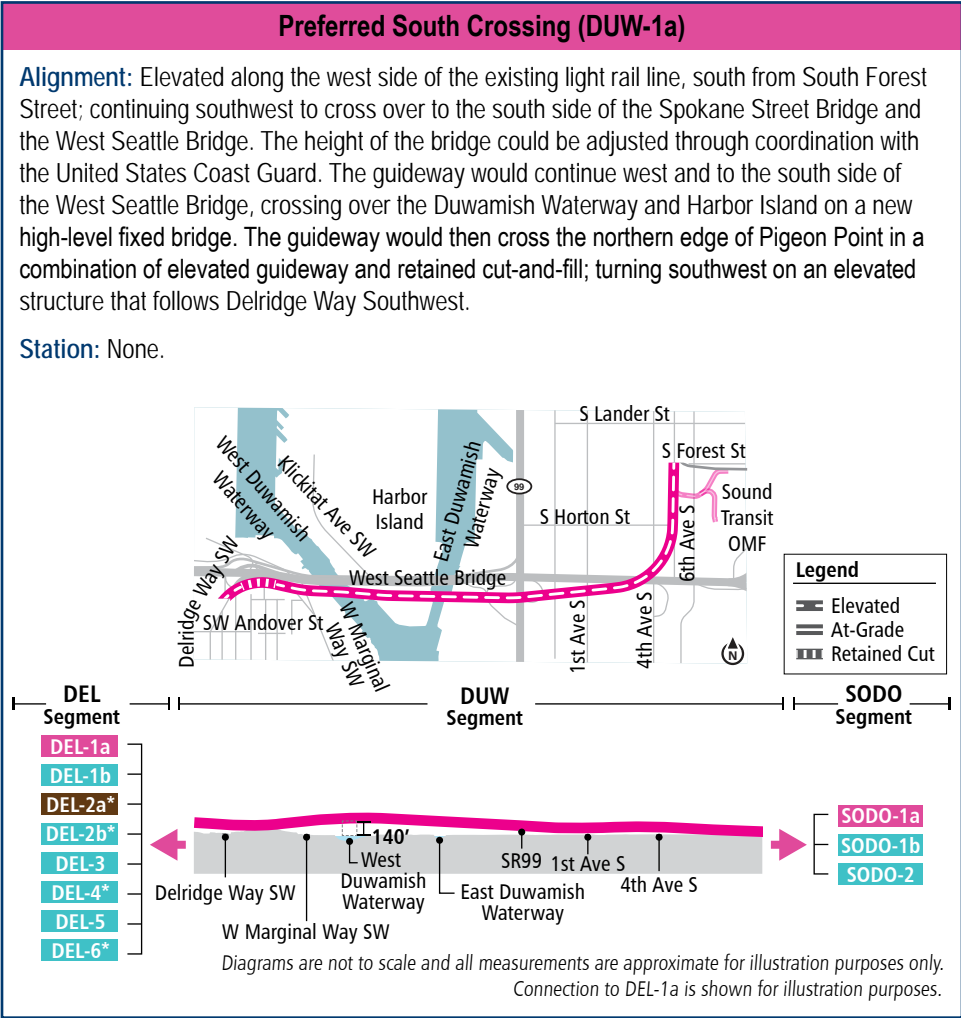 Preferred South Crossing (DUW-1a)
Alignment: Elevated along the west side of the existing light rail line, south from South Forest
Street; continuing southwest to cross over to the south side of the Spokane Street Bridge and
the West Seattle Bridge. The height of the bridge could be adjusted through coordination with
the United States Coast Guard. The guideway would continue west and to the south side of
the West Seattle Bridge, crossing over the Duwamish Waterway and Harbor Island on a new
high-level fixed bridge. The guideway would then cross the northern edge of Pigeon Point in a
combination of elevated guideway and retained cut-and-fill; turning southwest on an elevated
structure that follows Delridge Way Southwest.
Station: None.
S Lander St
S Forest St
West Duwamish
Waterway
Klickitat Ave SW
Harbor
Island
East Duwamish
Waterway
99
S Horton St
Sound
Transit
OMF
6th Ave S
Delridge Way SW
West Seattle Bridge
SW Andover St
W Marginal
Way SW
1st Ave S
4th Ave S
N
Legend
Elevated
At-Grade
Retained Cut
DEL
Segment
DUW
Segment
SODO
Segment
DEL-1a
DEL-1b
DEL-2a*
DEL-2b*
DEL-3
DEL-4*
DEL-5
DEL-6*
140’
Delridge Way SW
W Marginal Way SW
West
Duwamish
Waterway
East Duwamish
Waterway
SR99
1st Ave S
4th Ave S
SODO-1a
SODO-1b
SODO-2
Diagrams are not to scale and all measurements are approximate for illustration purposes only.
Connection to DEL-1a is shown for illustration purposes.